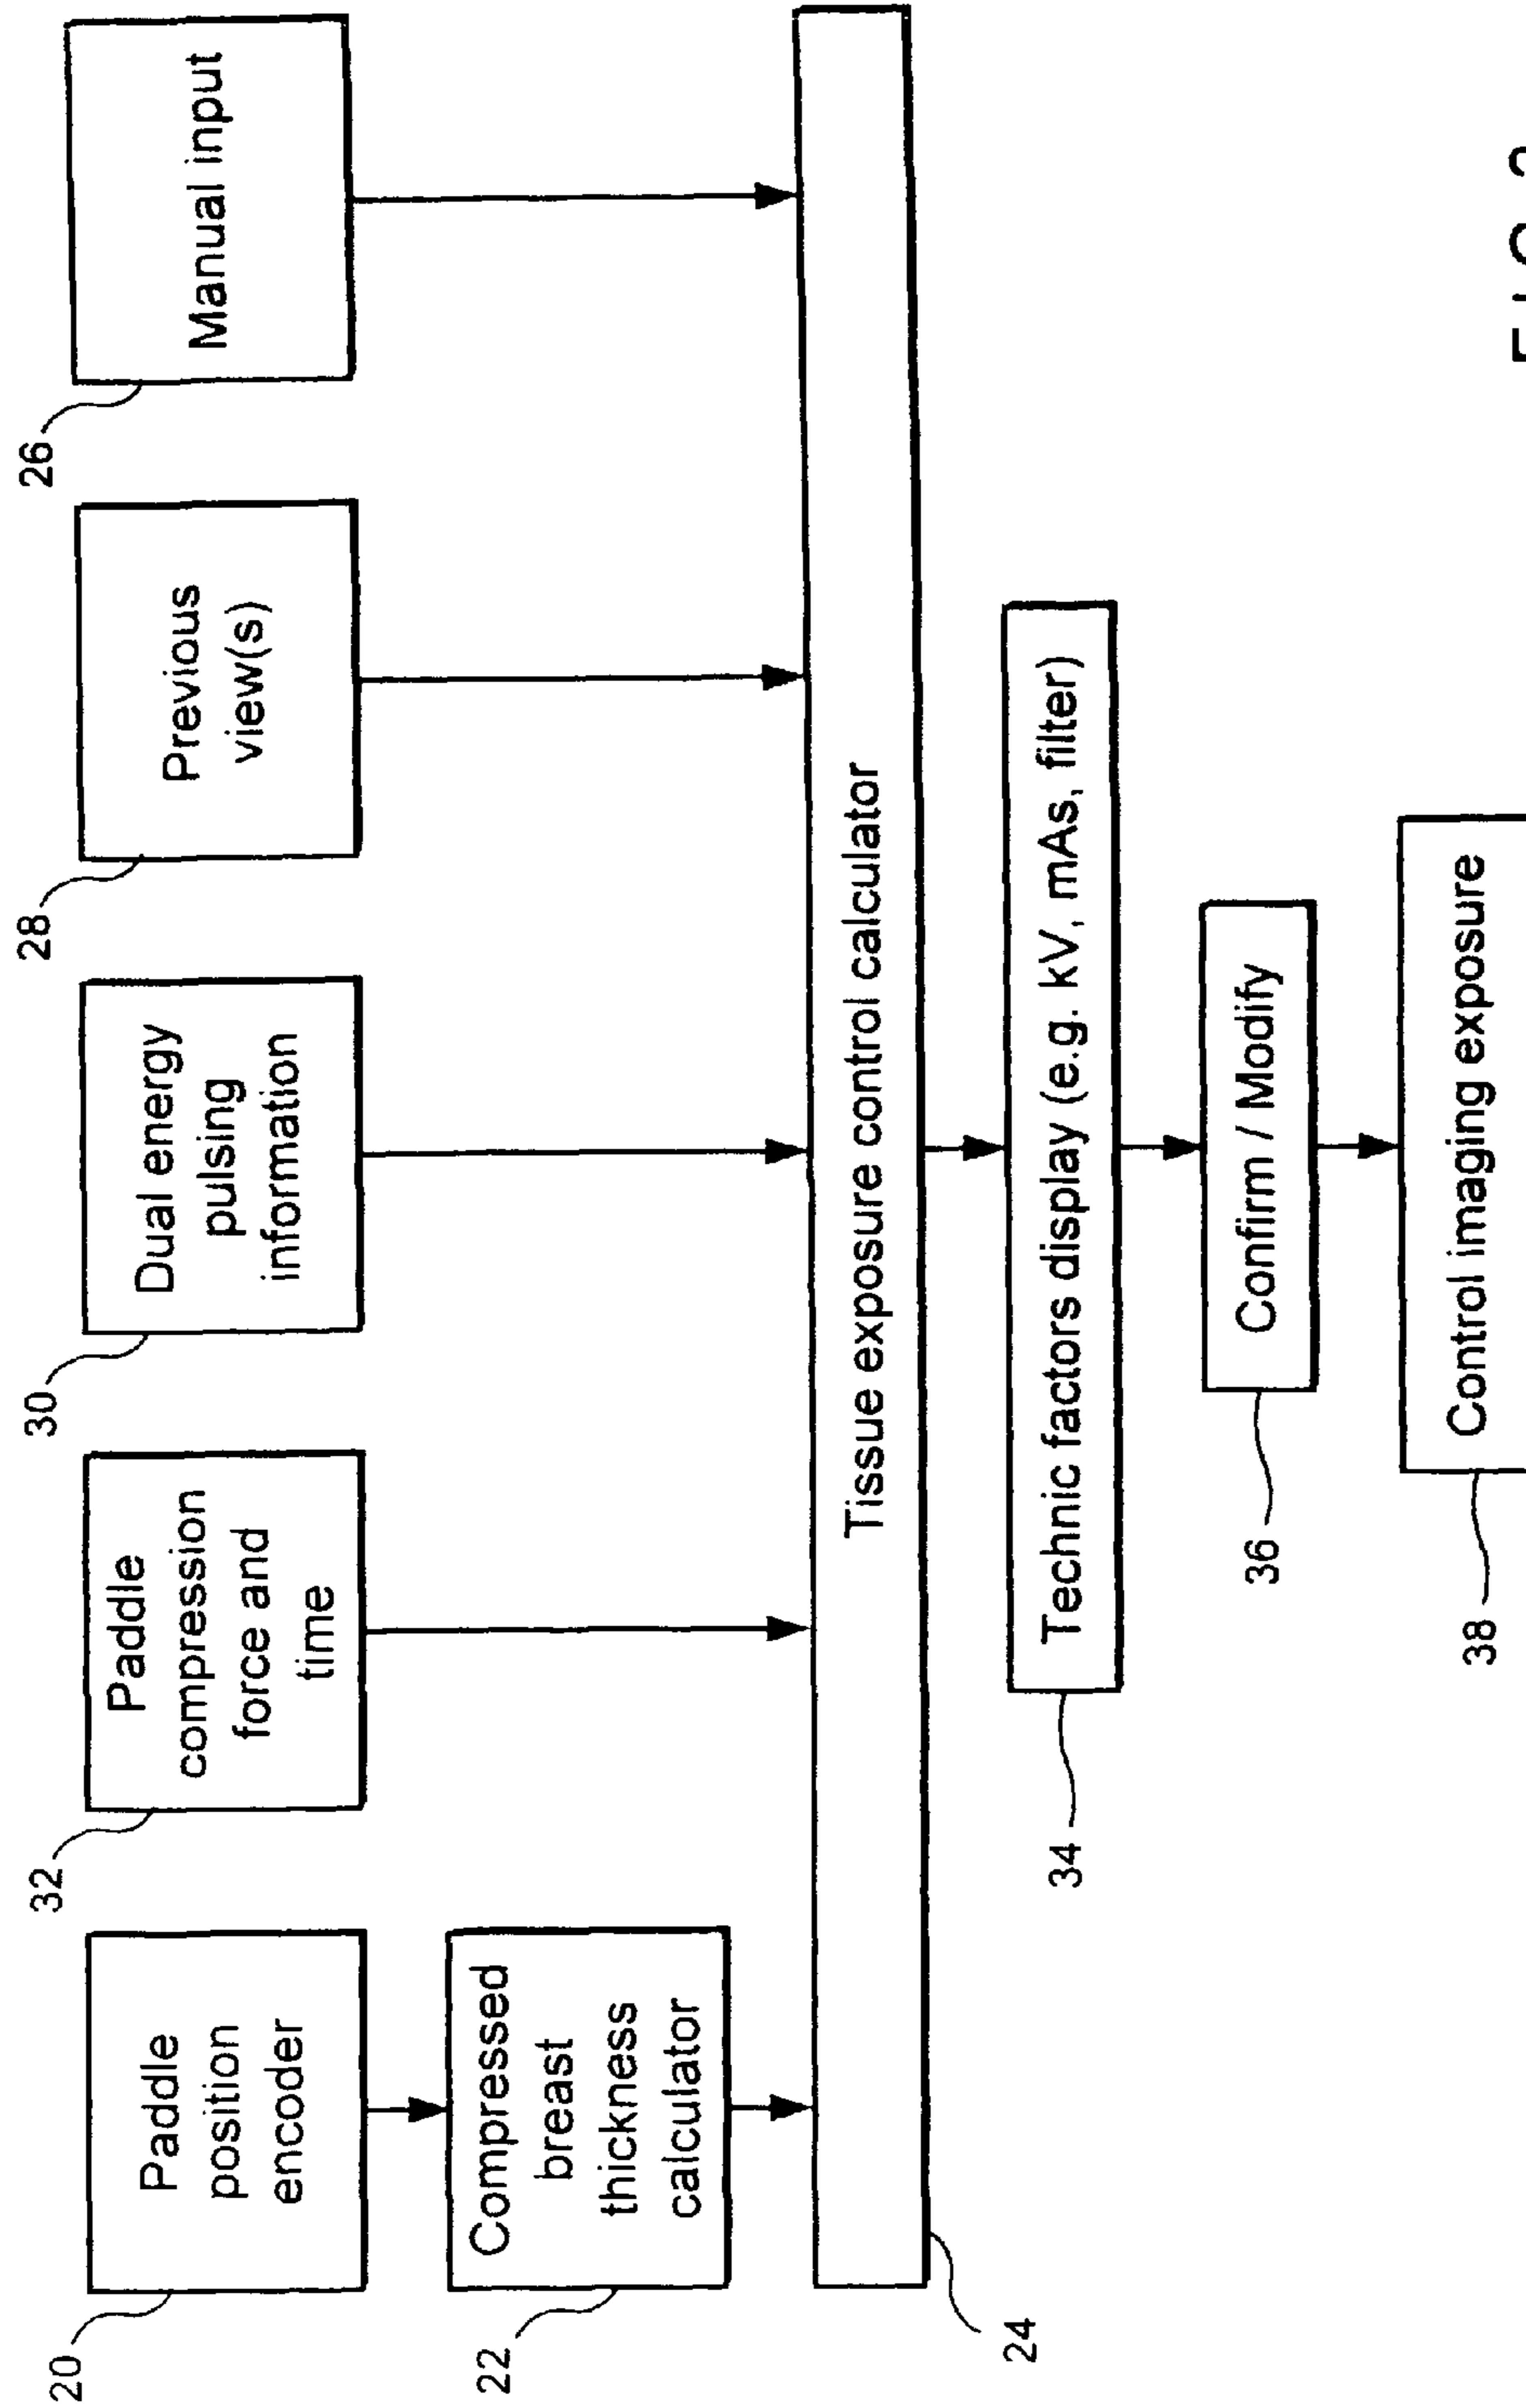 20
Paddle
position
encoder
32
Paddle
compression
force and
time
30
Dual energy
pulsing
information
28
Previous
view(s)
26
Manual input
22
Compressed
breast
thickness
calculator
24
Tissue exposure control calculator
34
Technic factors display (e.g. kV, mAs, filter)
36
Confirm / Modify
38
Control imaging exposure